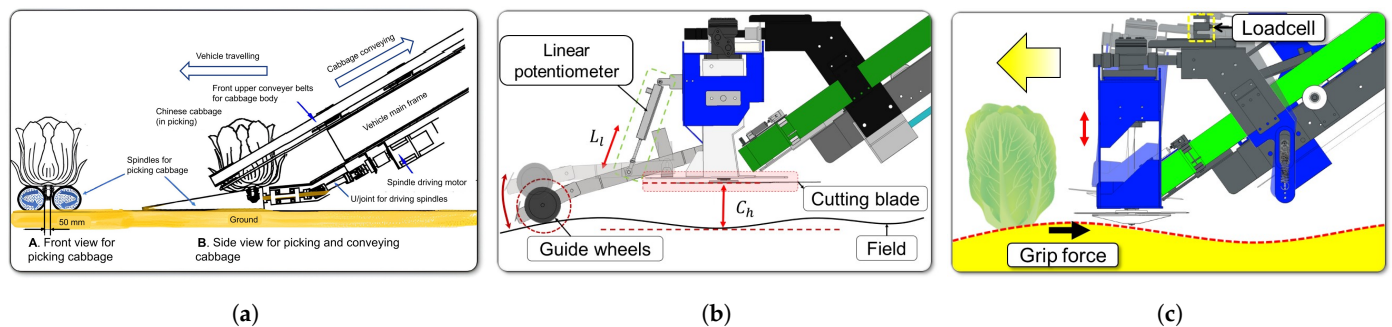 Vehicle travelling
Cabbage conveying
Front upper conveyer belts
for cabbage body
Chinese cabbage
(in picking)
Vehicle main frame
Spindles for
picking cabbage
Spindle driving motor
U/joint for driving spindles
Ground
50 mm
A. Front view for
picking cabbage
B. Side view for picking and conveying
cabbage
(a)
Linear
potentiometer
L_l
C_h
Cutting blade
Guide wheels
Field
(b)
Loadcell
Grip force
(c)